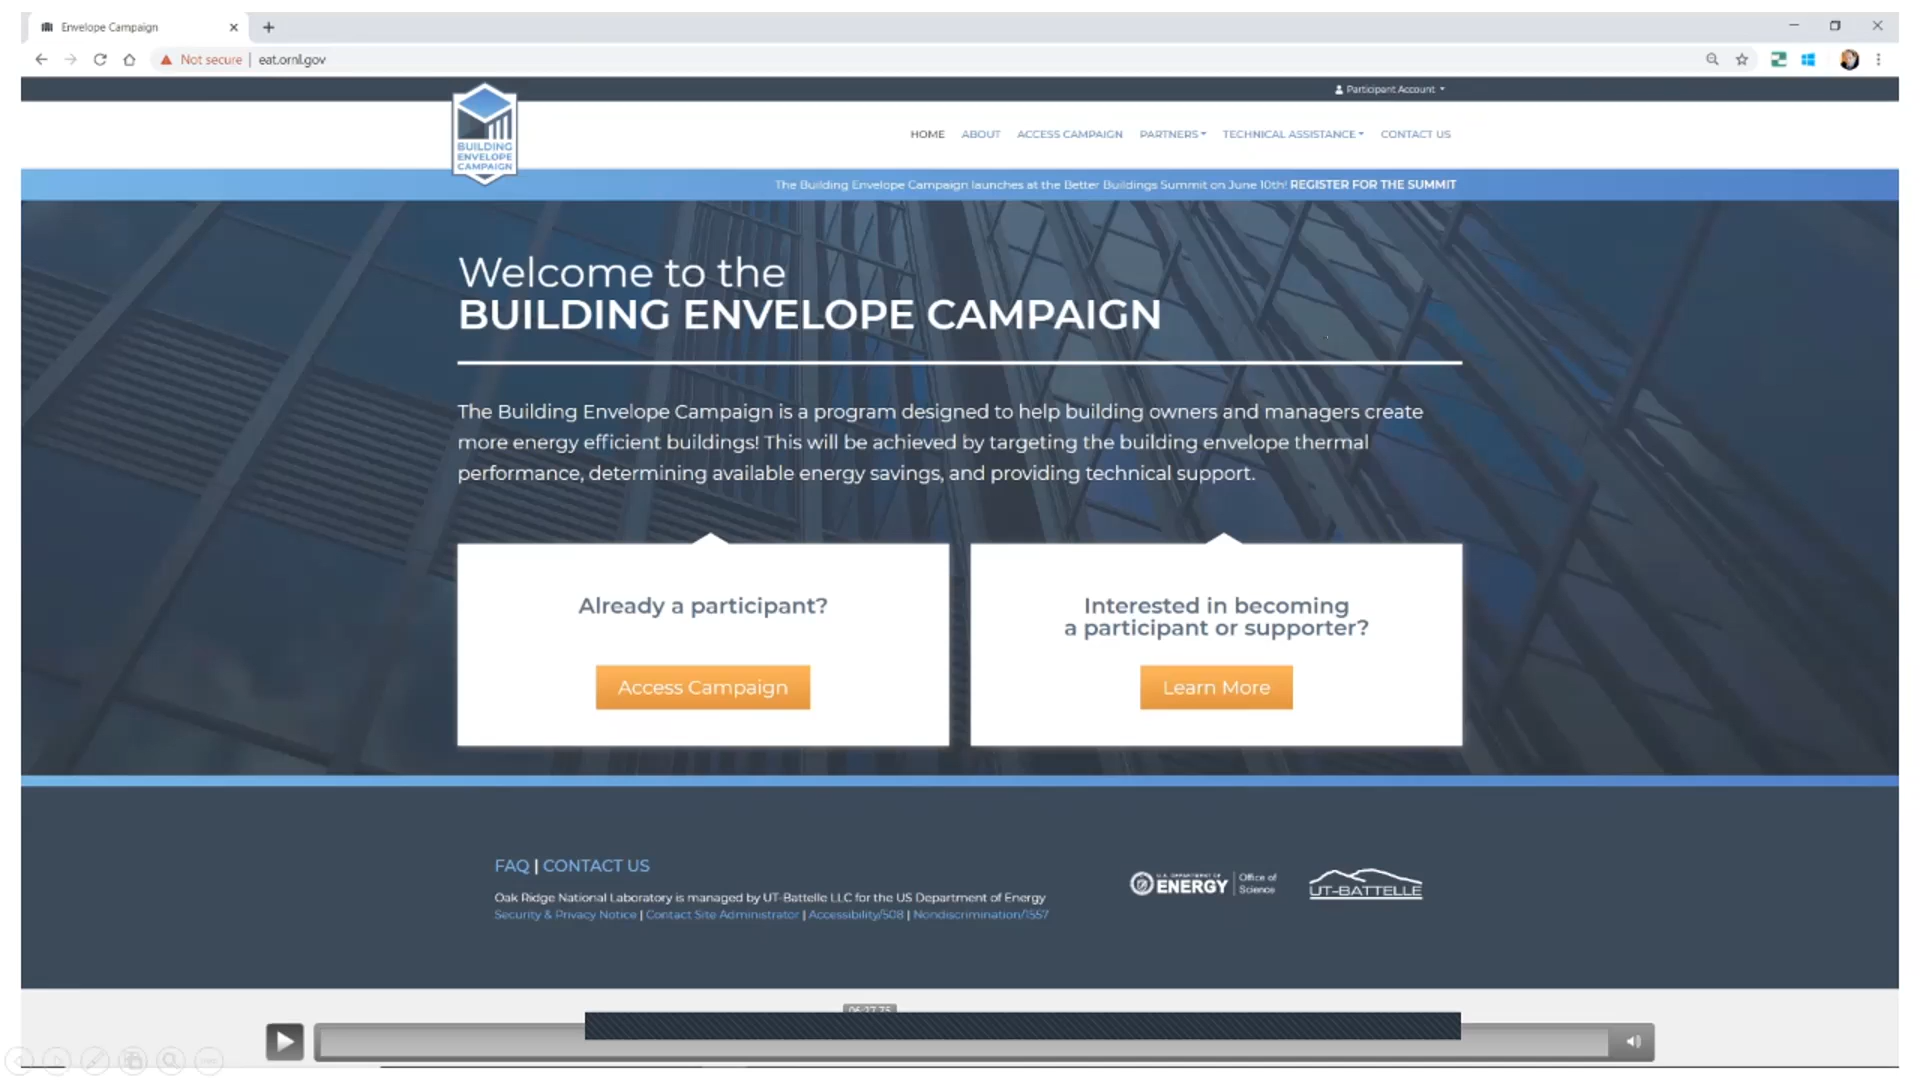 Envelope Campaign
Not secure | eat.ornl.gov
Participant Account
BUILDING
ENVELOPE
CAMPAIGN
HOME ABOUT ACCESS CAMPAIGN PARTNERS TECHNICAL ASSISTANCE CONTACT US
The Building Envelope Campaign launches at the Better Buildings Summit on June 10th! REGISTER FOR THE SUMMIT
Welcome to the
BUILDING ENVELOPE CAMPAIGN
The Building Envelope Campaign is a program designed to help building owners and managers create
more energy efficient buildings! This will be achieved by targeting the building envelope thermal
performance, determining available energy savings, and providing technical support.
Already a participant?
Access Campaign
Interested in becoming
a participant or supporter?
Learn More
FAQ | CONTACT US
Oak Ridge National Laboratory is managed by UT-Battelle LLC for the US Department of Energy
Security & Privacy Notice | Contact Site Administrator | Accessibility/508 | Nondiscrimination/1557
U.S. DEPARTMENT OF
ENERGY
Office of
Science
UT-BATTELLE